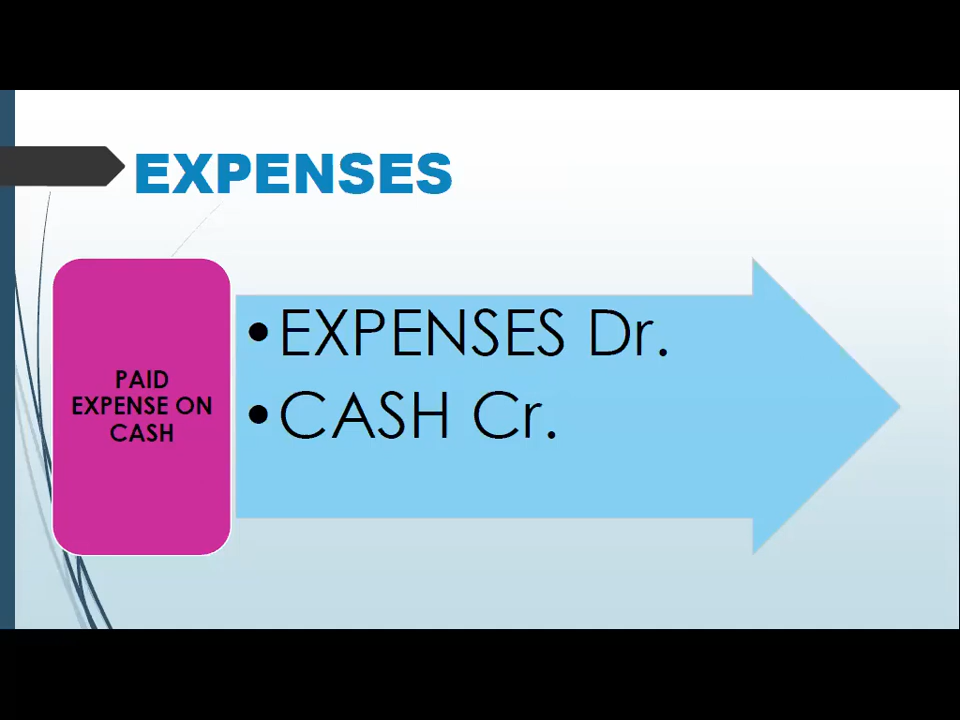 EXPENSES
PAID
EXPENSE ON
CASH
•EXPENSES Dr.
•CASH Cr.